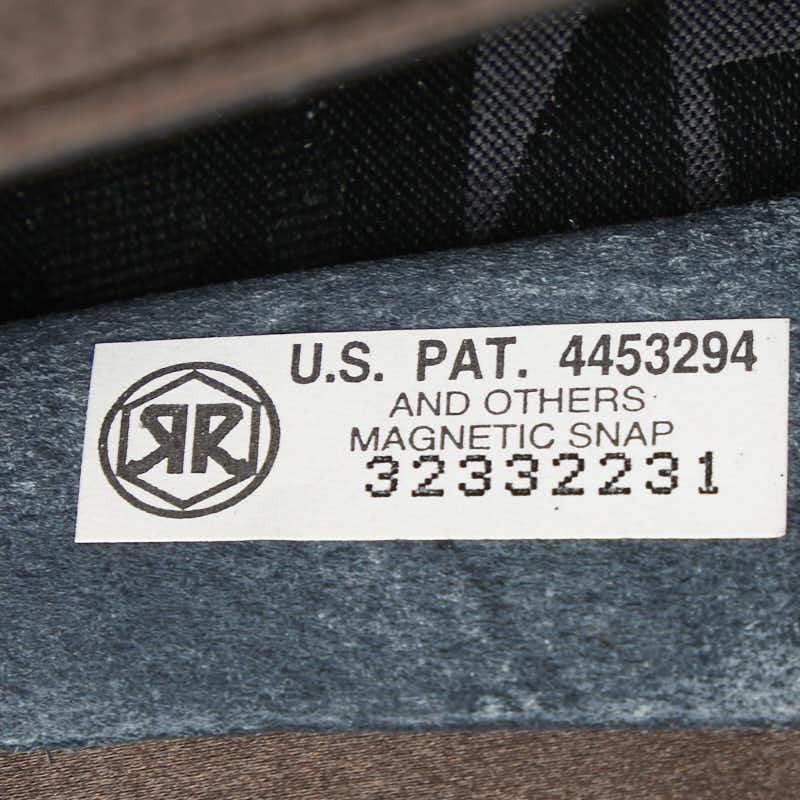 U.S. PAT. 4453294
AND OTHERS
MAGNETIC SNAP
32332231